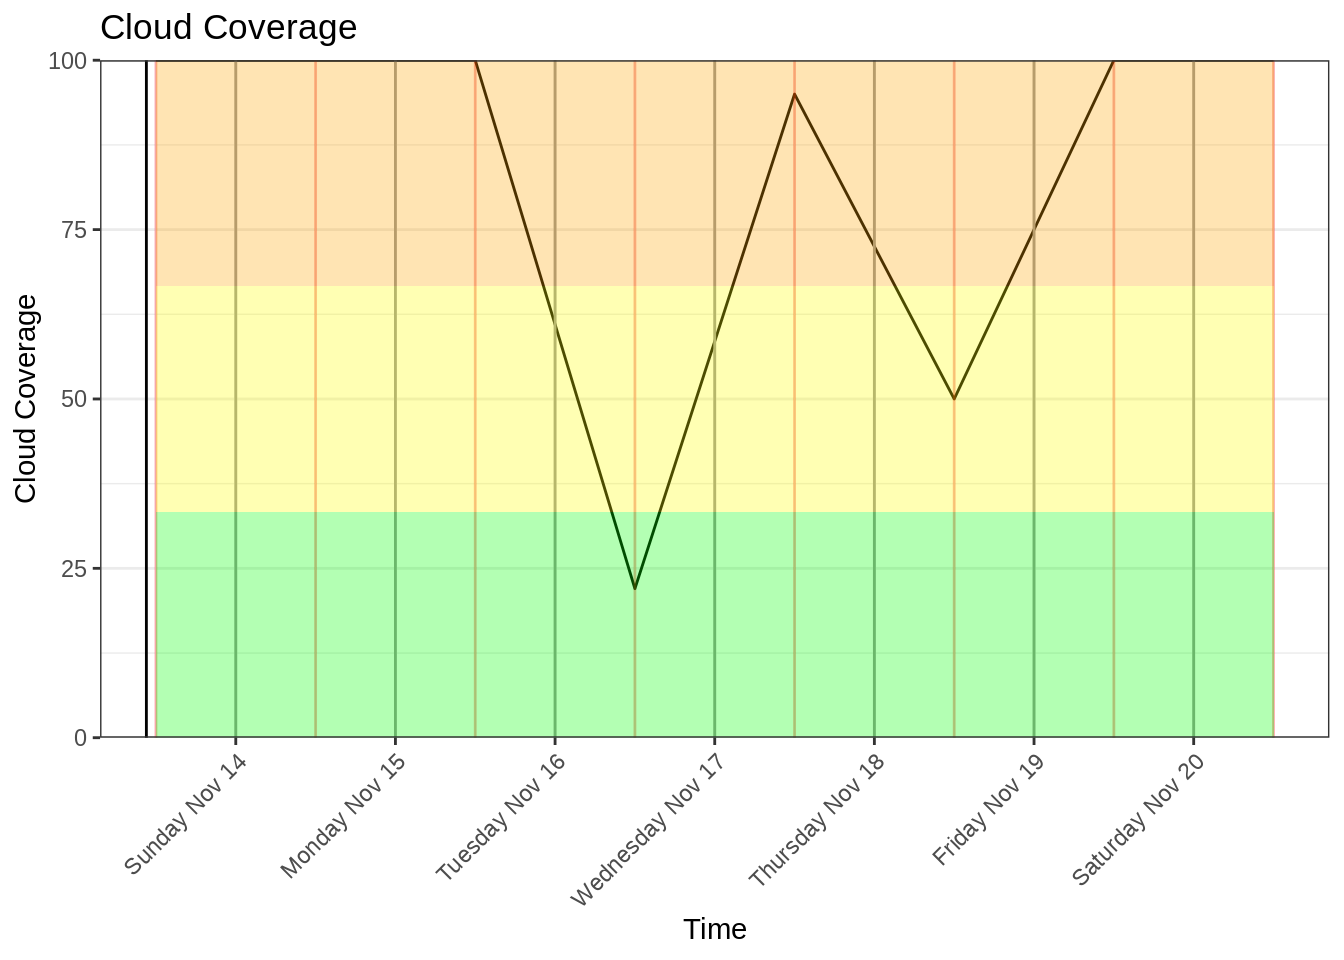 Cloud Coverage
100
75
50
25
0
Cloud Coverage
Sunday Nov 14
Monday Nov 15
Tuesday Nov 16
Wednesday Nov 17
Thursday Nov 18
Friday Nov 19
Saturday Nov 20
Time